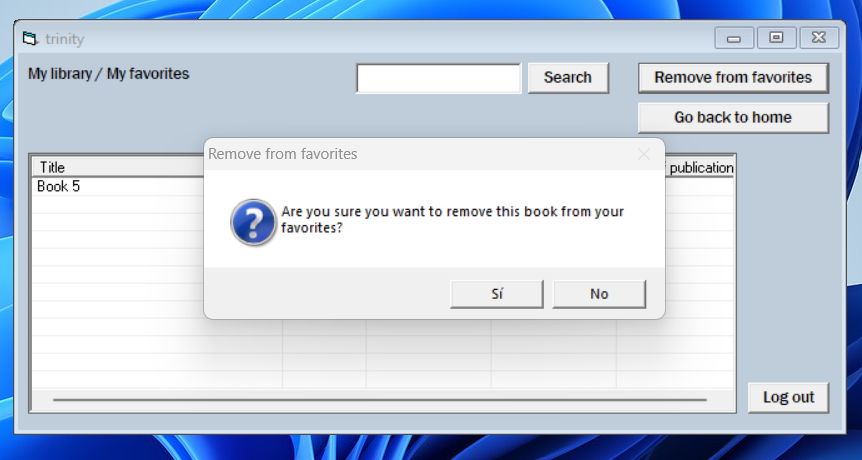 trinity
My library / My favorites
Search
Remove from favorites
Go back to home
Title
publication
Book 5
Remove from favorites
Are you sure you want to remove this book from your
favorites?
Sí
No
Log out